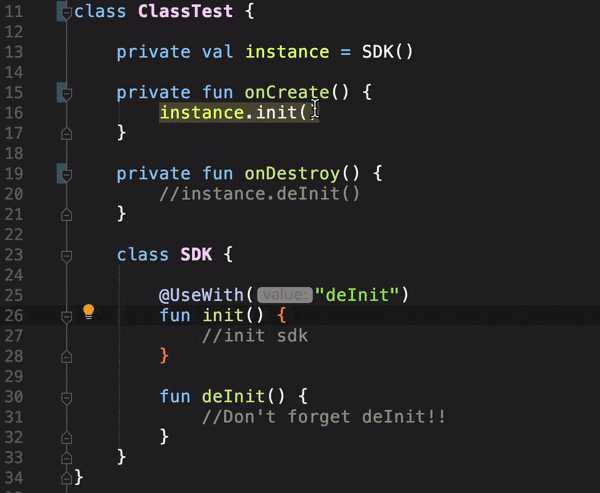 11 class ClassTest {
12
13 private val instance = SDK()
14
15 private fun onCreate() {
16 instance.init()
17 }
18
19 private fun onDestroy() {
20 //instance.deInit()
21 }
22
23 class SDK {
24
25 @UseWith( value: "deInit")
26 fun init() {
27 //init sdk
28 }
29
30 fun deInit() {
31 //Don't forget deInit!!
32 }
33 }
34 }